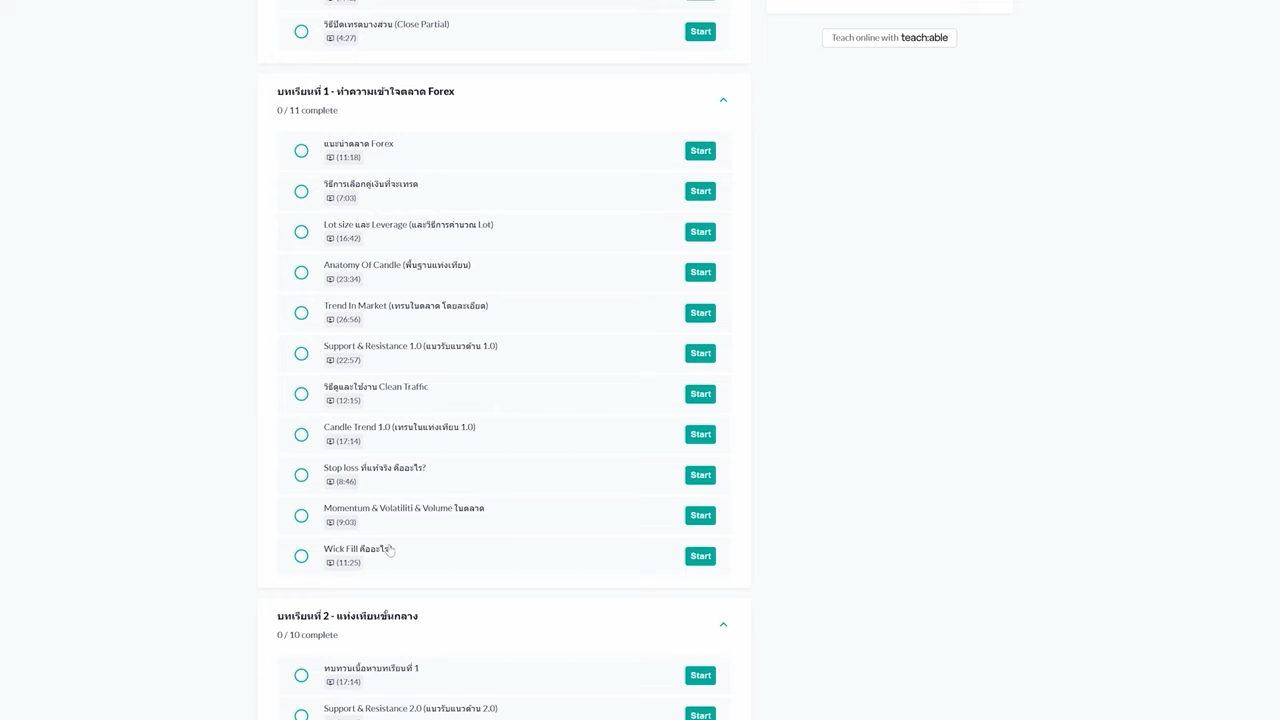 วิธีปิดเทรดบางส่วน (Close Partial)
(4:27)
Start
Teach online with teach:able
บทเรียนที่ 1 - ทำความเข้าใจตลาด Forex
0 / 11 complete
แนะนำตลาด Forex
(11:18)
Start
วิธีการเลือกคู่เงินที่จะเทรด
(7:03)
Start
Lot size และ Leverage (และวิธีการคำนวณ Lot)
(16:42)
Start
Anatomy Of Candle (พื้นฐานแท่งเทียน)
(23:34)
Start
Trend In Market (เทรนในตลาด โดยละเอียด)
(26:56)
Start
Support & Resistance 1.0 (แนวรับแนวต้าน 1.0)
(22:57)
Start
วิธีดูและใช้งาน Clean Traffic
(12:15)
Start
Candle Trend 1.0 (เทรนในแท่งเทียน 1.0)
(17:14)
Start
Stop loss ที่แท้จริง คืออะไร?
(8:46)
Start
Momentum & Volatiliti & Volume ในตลาด
(9:03)
Start
Wick Fill คืออะไร
(11:25)
Start
บทเรียนที่ 2 - แท่งเทียนขั้นกลาง
0 / 10 complete
ทบทวนเนื้อหาบทเรียนที่ 1
(17:14)
Start
Support & Resistance 2.0 (แนวรับแนวต้าน 2.0)
Start